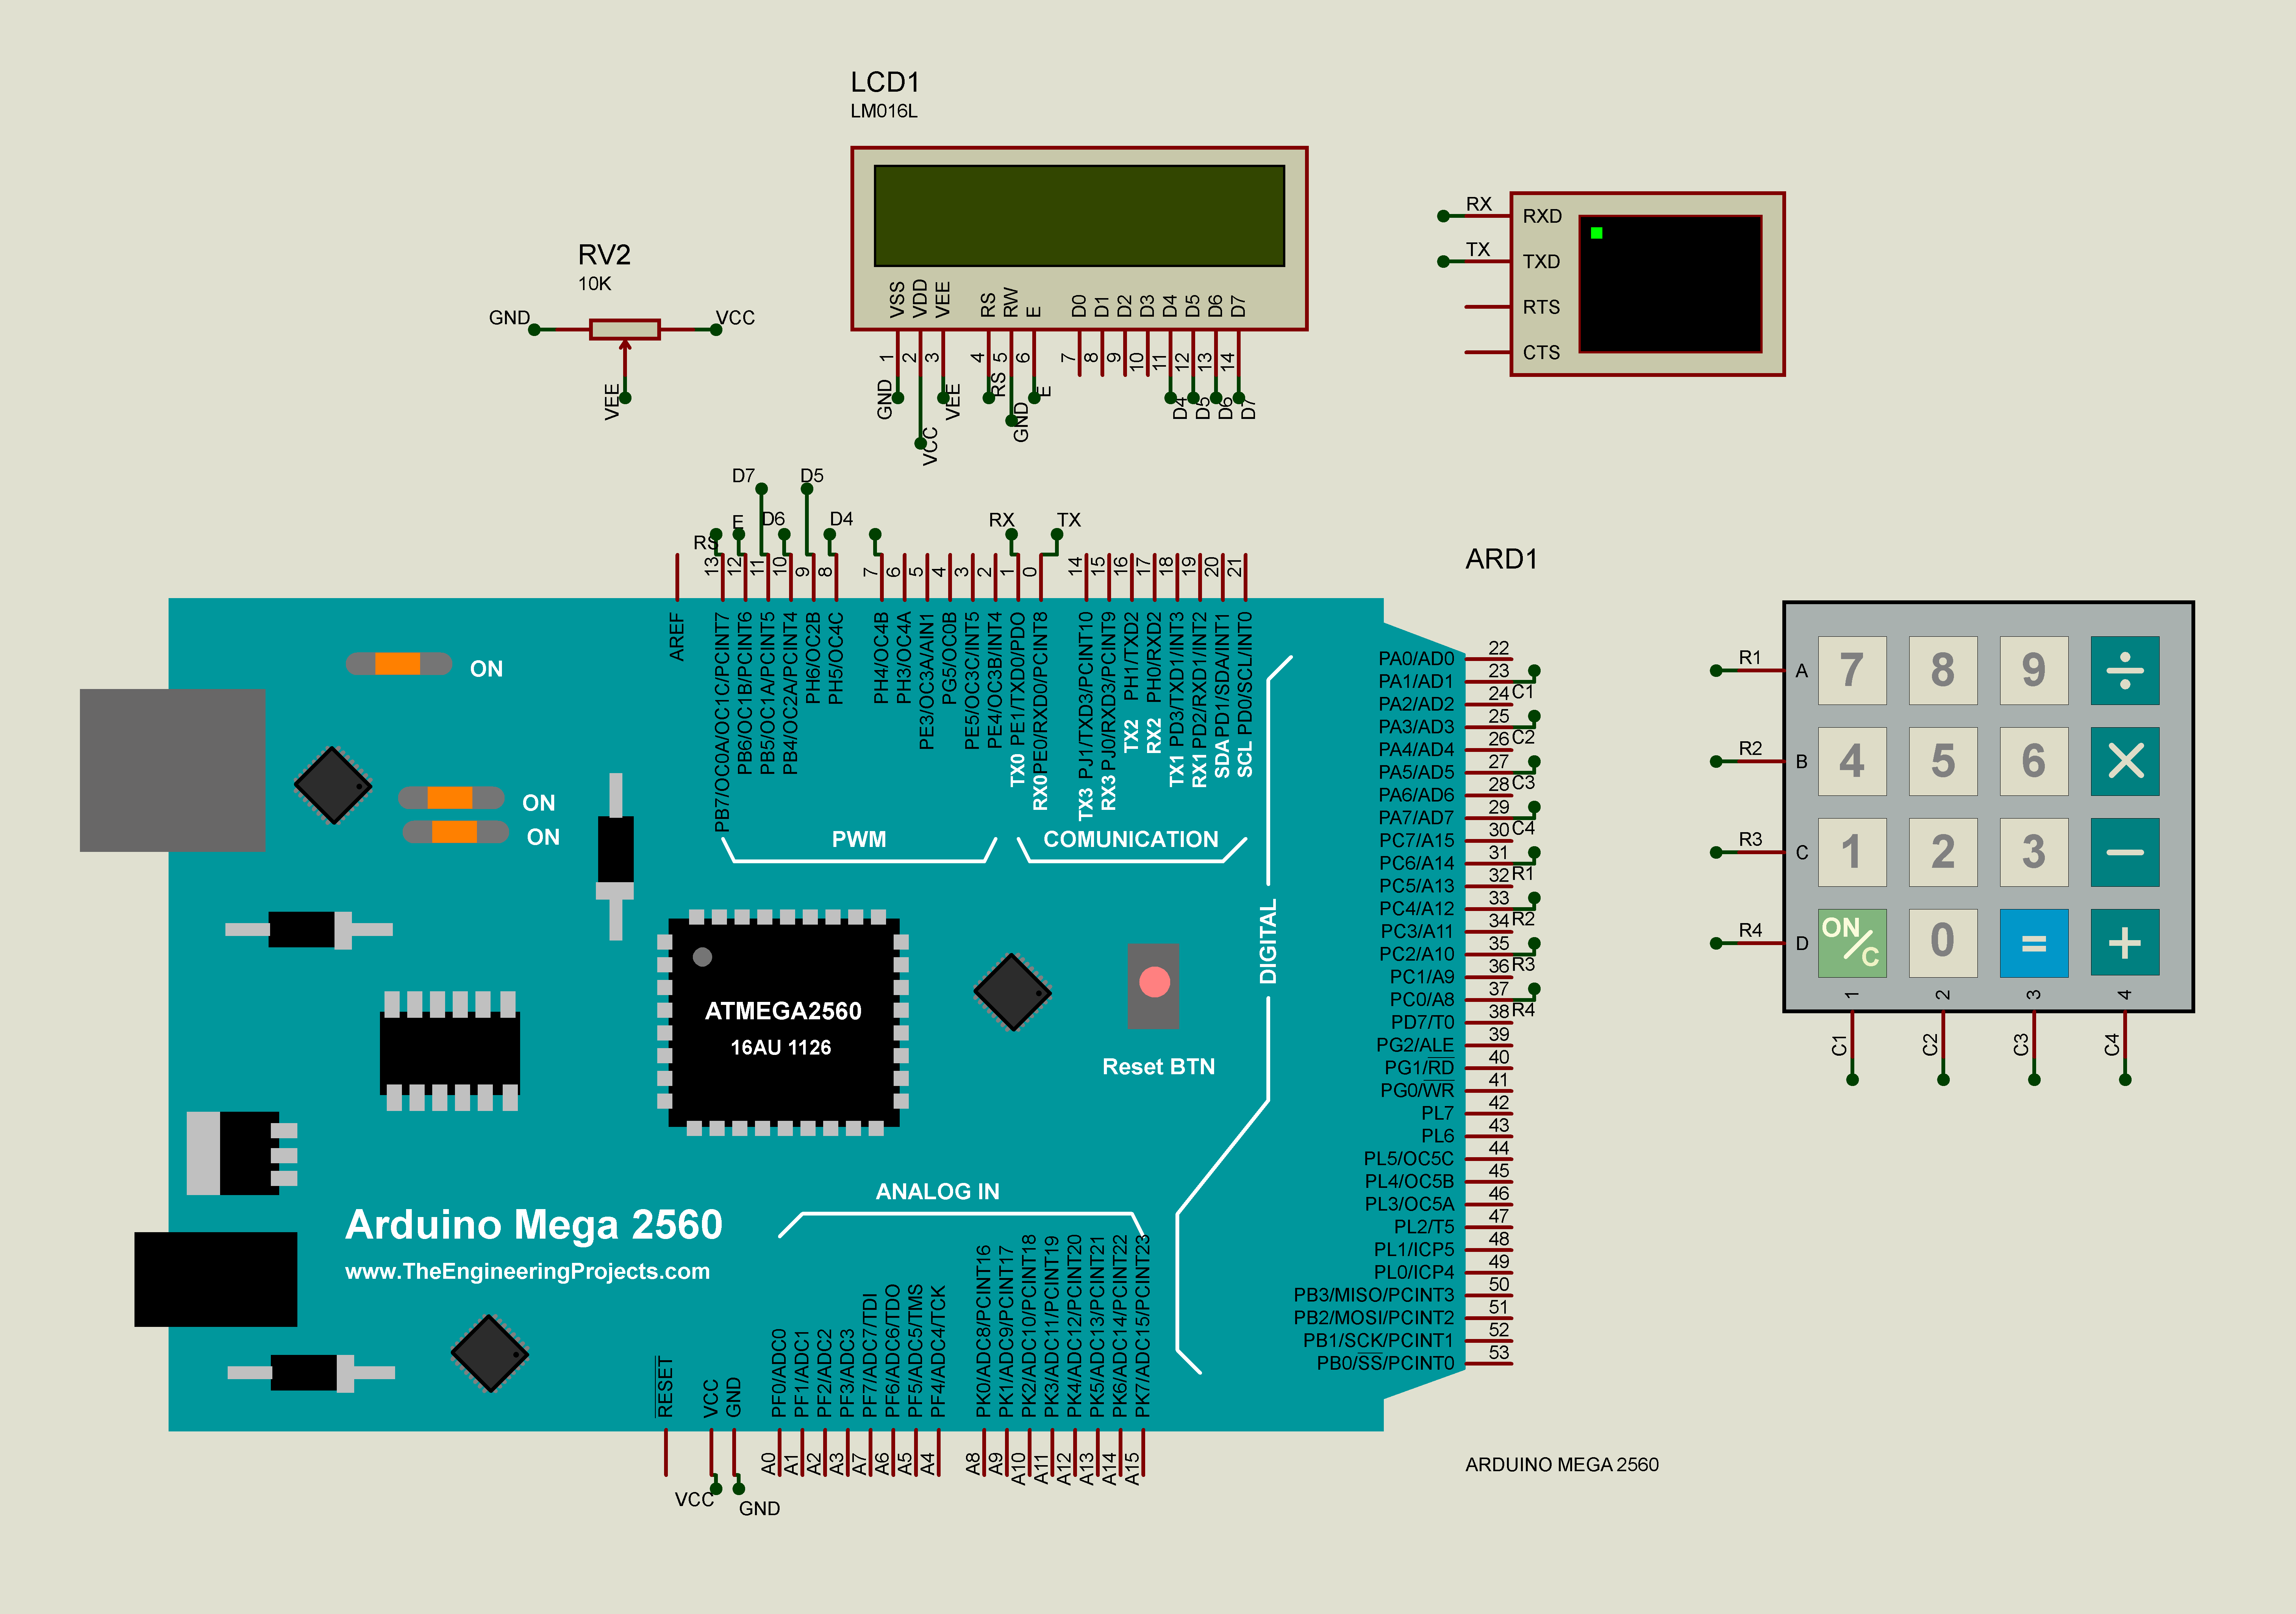 LCD1
LM016L
VSS
VDD
VEE
RS
RW
E
D0
D1
D2
D3
D4
D5
D6
D7
1
2
3
4
5
6
7
8
9
10
11
12
13
14
GND
VCC
VEE
RS
GND
E
D4
D5
D6
D7
RV2
10K
GND
VCC
VEE
RX
TX
RXD
TXD
RTS
CTS
D7
D5
RS
E
D6
D4
RX
TX
13
12
11
10
9
8
7
6
5
4
3
2
1
0
14
15
16
17
18
19
20
21
AREF
PB7/OC0A/OC1C/PCINT7
PB6/OC1B/PCINT6
PB5/OC1A/PCINT5
PB4/OC2A/PCINT4
PH6/OC2B
PH5/OC4C
PH4/OC4B
PH3/OC4A
PE3/OC3A/AIN1
PG5/OC0B
PE5/OC3C/INT5
PE4/OC3B/INT4
TX0 PE1/TXD0/PDO
RX0 PE0/RXD0/PCINT8
TX3 PJ1/TXD3/PCINT10
RX3 PJ0/RXD3/PCINT9
TX2 PH1/TXD2
RX2 PH0/RXD2
TX1 PD3/TXD1/INT3
RX1 PD2/RXD1/INT2
SDA PD1/SDA/INT1
SCL PD0/SCL/INT0
PWM
COMUNICATION
DIGITAL
ON
ON
ON
ATMEGA2560
16AU 1126
Reset BTN
ANALOG IN
Arduino Mega 2560
www.TheEngineeringProjects.com
ARD1
PA0/AD0 22
PA1/AD1 23
C1
PA2/AD2 24
PA3/AD3 25
C2
PA4/AD4 26
PA5/AD5 27
C3
PA6/AD6 28
PA7/AD7 29
C4
PC7/A15 30
PC6/A14 31
R1
PC5/A13 32
PC4/A12 33
R2
PC3/A11 34
PC2/A10 35
R3
PC1/A9 36
PC0/A8 37
R4
PD7/T0 38
PG2/ALE 39
PG1/RD 40
PG0/WR 41
PL7 42
PL6 43
PL5/OC5C 44
PL4/OC5B 45
PL3/OC5A 46
PL2/T5 47
PL1/ICP5 48
PL0/ICP4 49
PB3/MISO/PCINT3 50
PB2/MOSI/PCINT2 51
PB1/SCK/PCINT1 52
PB0/SS/PCINT0 53
ARDUINO MEGA 2560
RESET
VCC
GND
PF0/ADC0
PF1/ADC1
PF2/ADC2
PF3/ADC3
PF7/ADC7/TDI
PF6/ADC6/TDO
PF5/ADC5/TMS
PF4/ADC4/TCK
PK0/ADC8/PCINT16
PK1/ADC9/PCINT17
PK2/ADC10/PCINT18
PK3/ADC11/PCINT19
PK4/ADC12/PCINT20
PK5/ADC13/PCINT21
PK6/ADC14/PCINT22
PK7/ADC15/PCINT23
A0
A1
A2
A3
A7
A6
A5
A4
A8
A9
A10
A11
A12
A13
A14
A15
VCC
GND
R1 A 7 8 9 ÷
R2 B 4 5 6 ×
R3 C 1 2 3 −
R4 D ON/C 0 = +
1 2 3 4
C1 C2 C3 C4